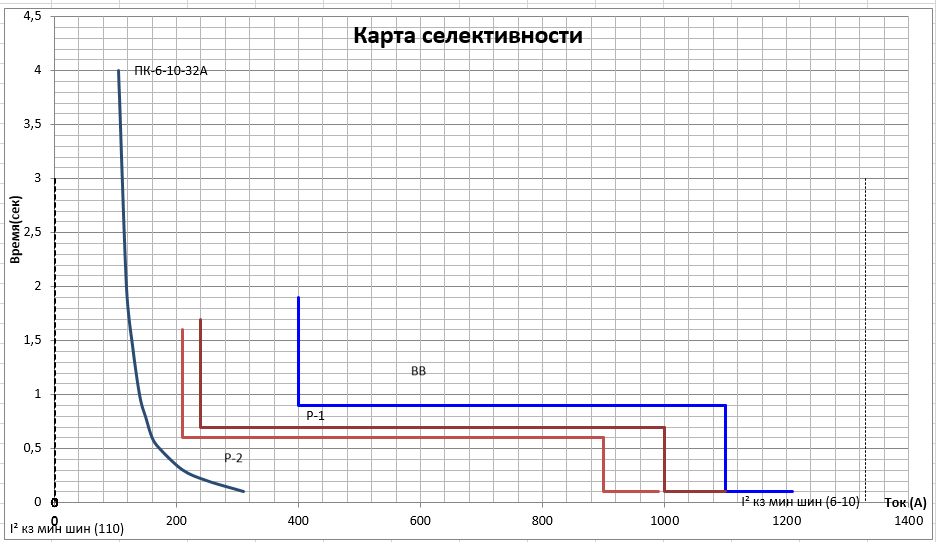 Карта селективности
4,5
4
3,5
3
2,5
2
1,5
1
0,5
0
Время(сек)
ПК-6-10-32А
ВВ
Р-1
Р-2
I² кз мин шин (6-10)
Ток (А)
0
0
200
400
600
800
1000
1200
1400
I² кз мин шин (110)